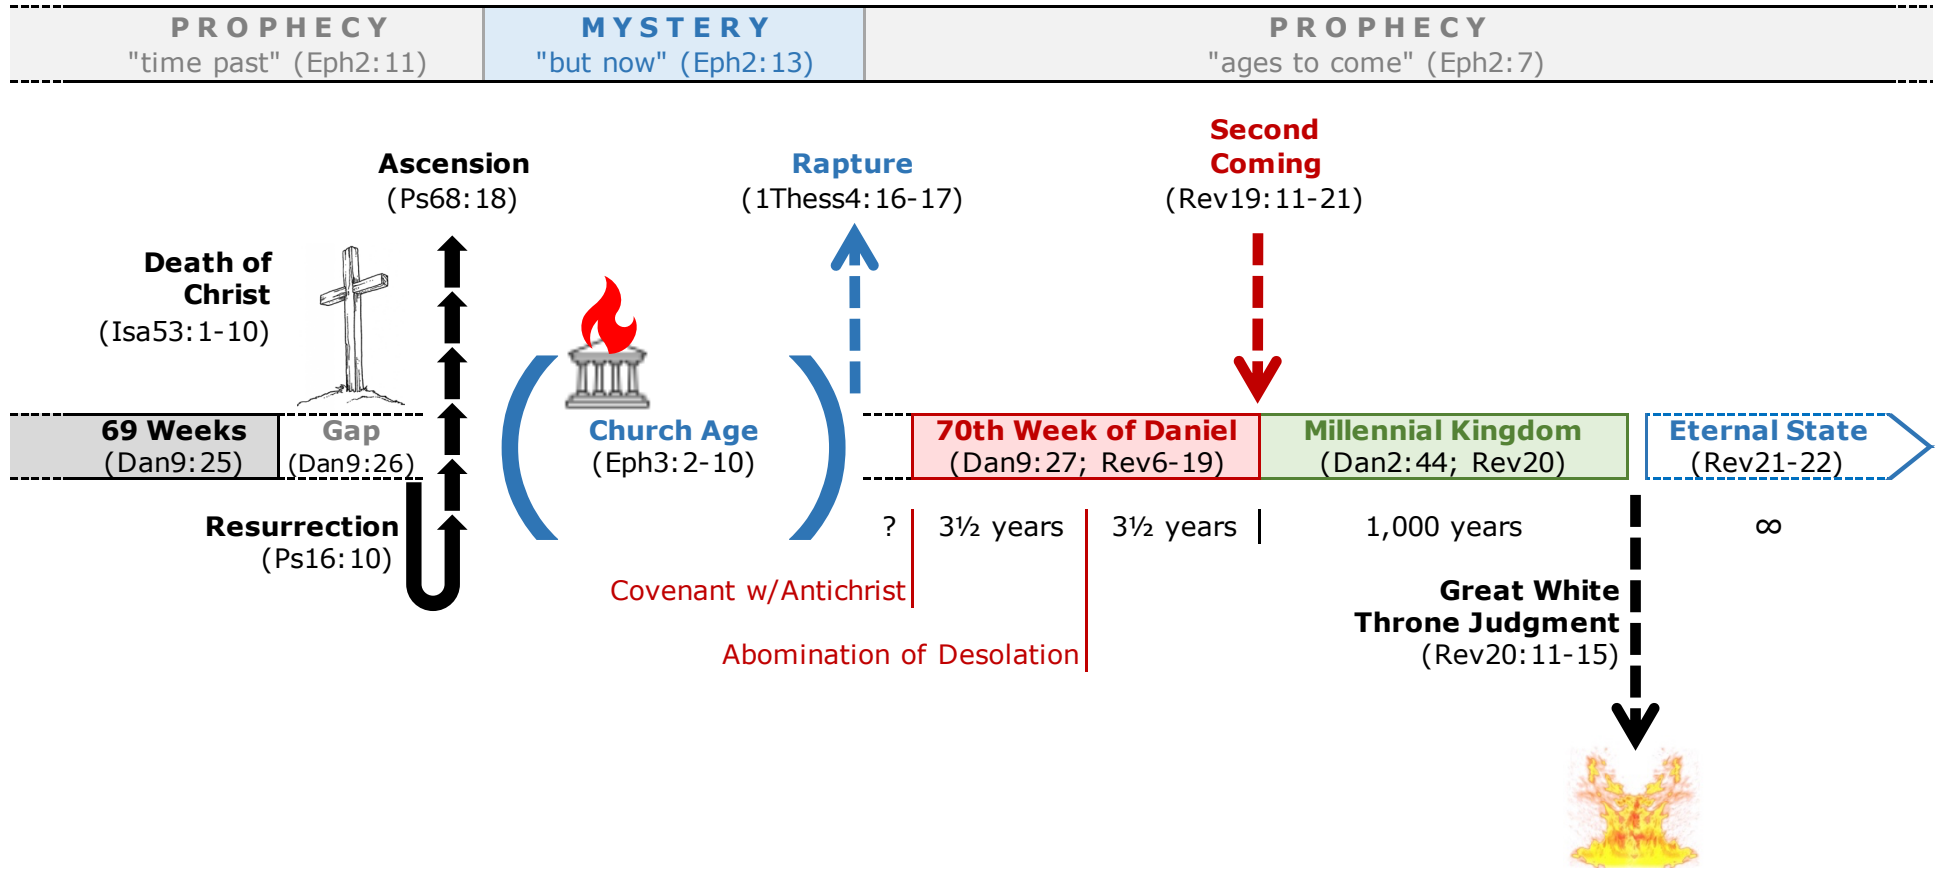 PROPHECY
"time past" (Eph2:11)
MYSTERY
"but now" (Eph2:13)
PROPHECY
"ages to come" (Eph2:7)
Ascension
(Ps68:18)
Rapture
(1Thess4:16-17)
Second
Coming
(Rev19:11-21)
Death of
Christ
(Isa53:1-10)
69 Weeks
(Dan9:25)
Gap
(Dan9:26)
Church Age
(Eph3:2-10)
70th Week of Daniel
(Dan9:27; Rev6-19)
Millennial Kingdom
(Dan2:44; Rev20)
Eternal State
(Rev21-22)
Resurrection
(Ps16:10)
?
3½ years
3½ years
1,000 years
∞
Covenant w/Antichrist
Abomination of Desolation
Great White
Throne Judgment
(Rev20:11-15)